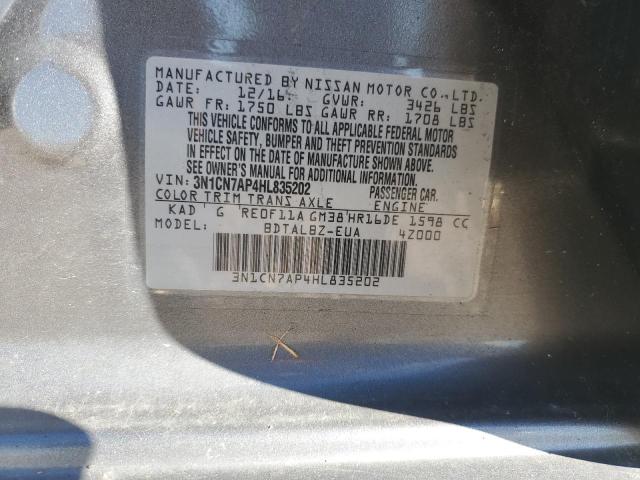 MANUFACTURED BY NISSAN MOTOR CO., LTD.
DATE: 12/16 GVWR: 3426 LBS
GAWR FR: 1750 LBS GAWR RR: 1708 LBS
THIS VEHICLE CONFORMS TO ALL APPLICABLE FEDERAL MOTOR
VEHICLE SAFETY, BUMPER AND THEFT PREVENTION STANDARDS
IN EFFECT ON THE DATE OF MANUFACTURE SHOWN ABOVE.
SEE OWNER'S MANUAL FOR ADDITIONAL INFORMATION.
VIN: 3N1CN7AP4HL835202 PASSENGER CAR.
COLOR TRIM TRANS AXLE ENGINE
KAD G RE0F11A GM38 HR16DE 1598 CC
MODEL: BDTALBZ-EUA 4Z000
3N1CN7AP4HL835202